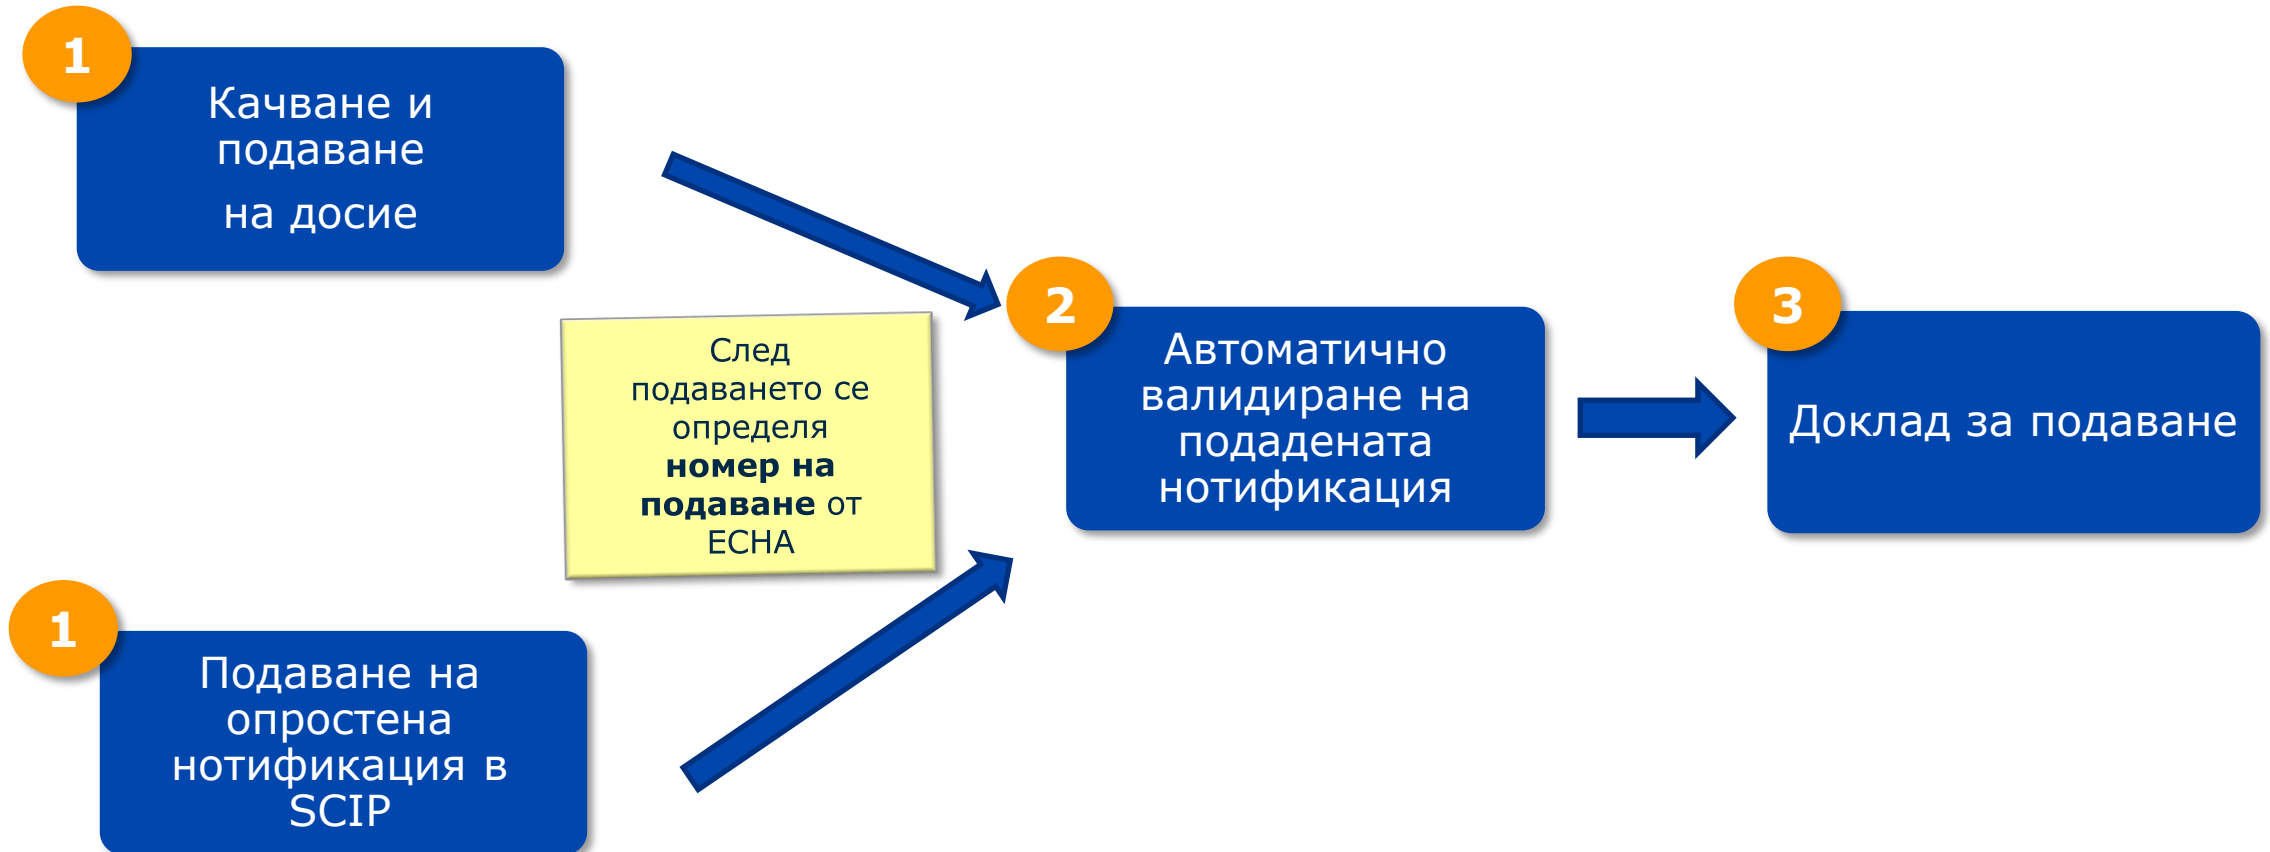 1
Качване и
подаване
на досие
1
Подаване на
опростена
нотификация в
SCIP
След
подаването се
определя
номер на
подаване от
ECHA
2
Автоматично
валидиране на
подадената
нотификация
3
Доклад за подаване